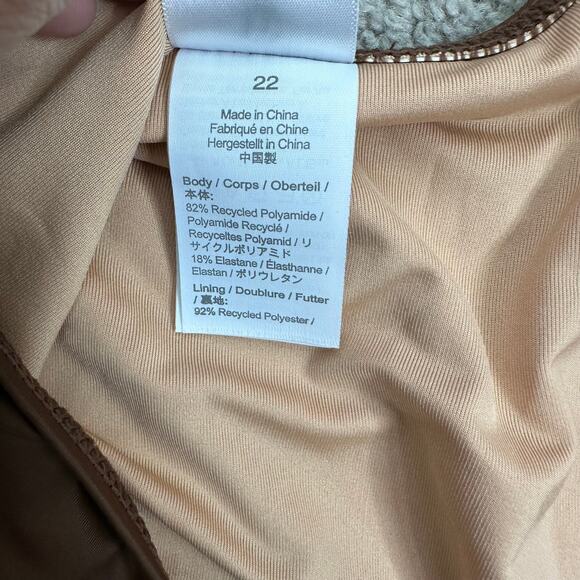 22
Made in China
Fabriqué en Chine
Hergestellt in China
中国製
Body / Corps / Oberteil /
本体:
82% Recycled Polyamide /
Polyamide Recyclé /
Recyceltes Polyamid / リ
サイクルポリアミド
18% Elastane / Élasthanne /
Elastan / ポリウレタン
Lining / Doublure / Futter
/ 裏地:
92% Recycled Polyester /